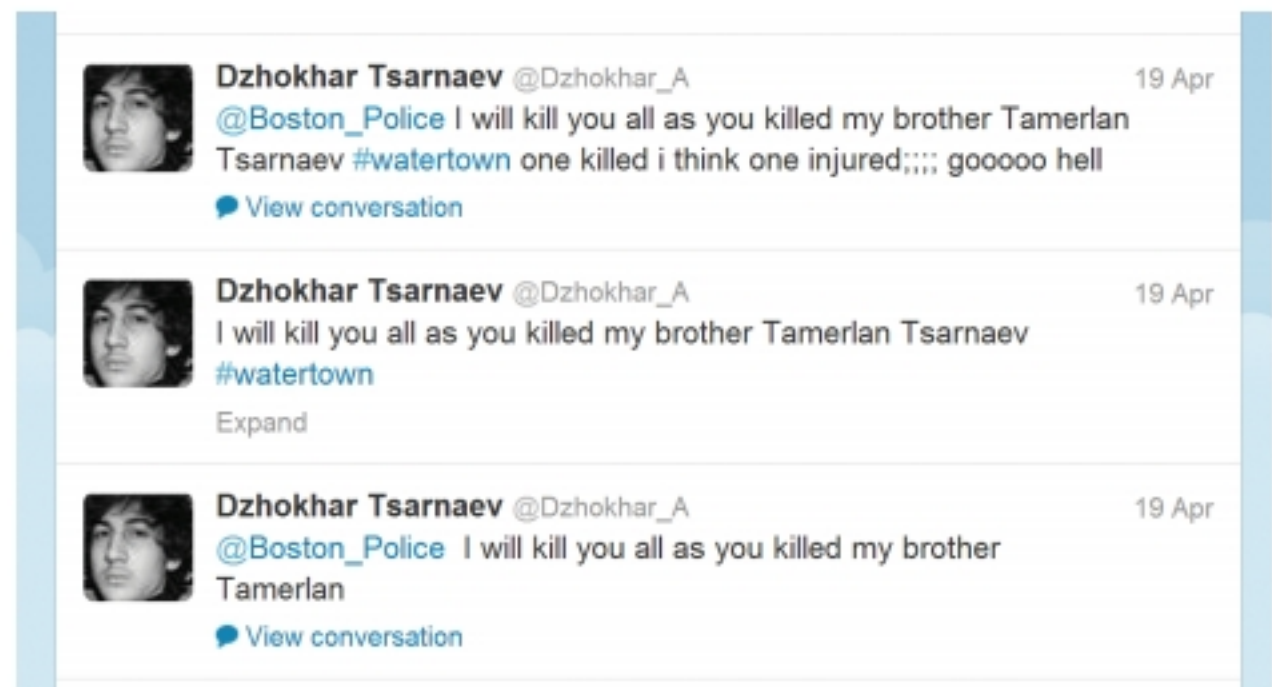 Dzhokhar Tsarnaev @Dzhokhar_A 19 Apr
@Boston_Police I will kill you all as you killed my brother Tamerlan
Tsarnaev #watertown one killed i think one injured;;;; gooooo hell
View conversation
Dzhokhar Tsarnaev @Dzhokhar_A 19 Apr
I will kill you all as you killed my brother Tamerlan Tsarnaev
#watertown
Expand
Dzhokhar Tsarnaev @Dzhokhar_A 19 Apr
@Boston_Police I will kill you all as you killed my brother
Tamerlan
View conversation